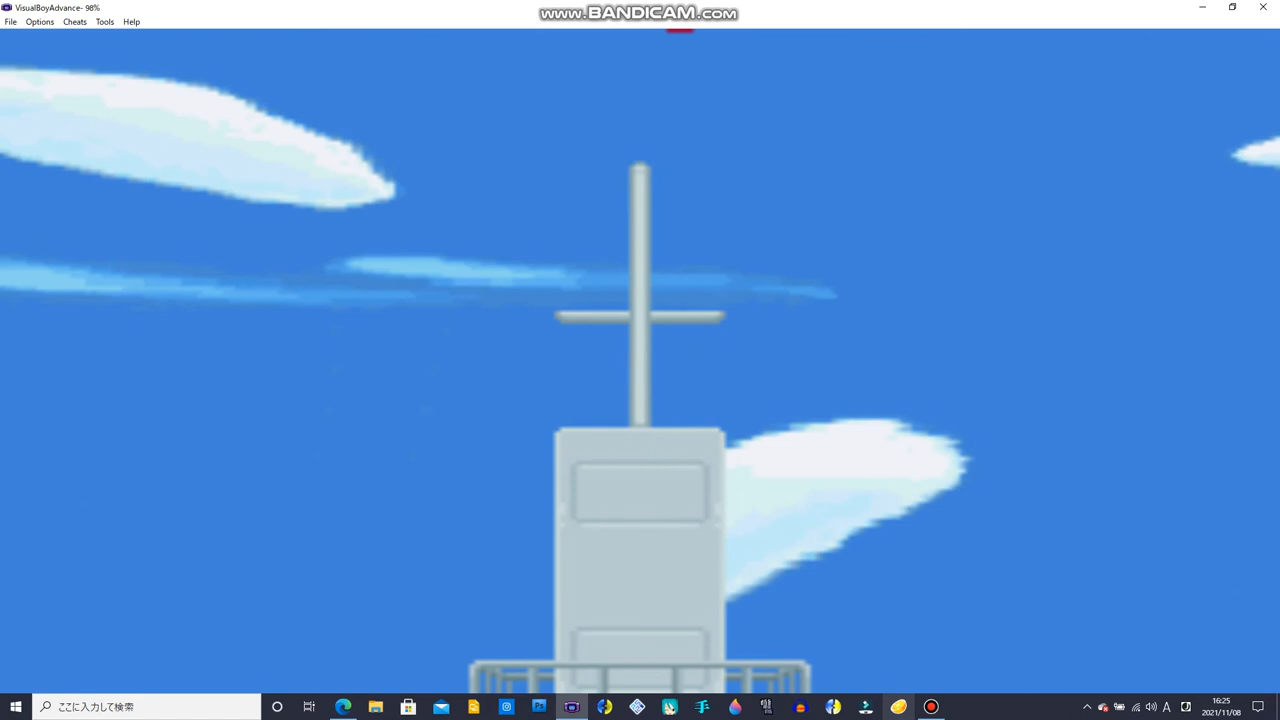 VisualBoyAdvance- 98%
www.BANDICAM.com
File Options Cheats Tools Help
ここに入力して検索
A
16:25
2021/11/08